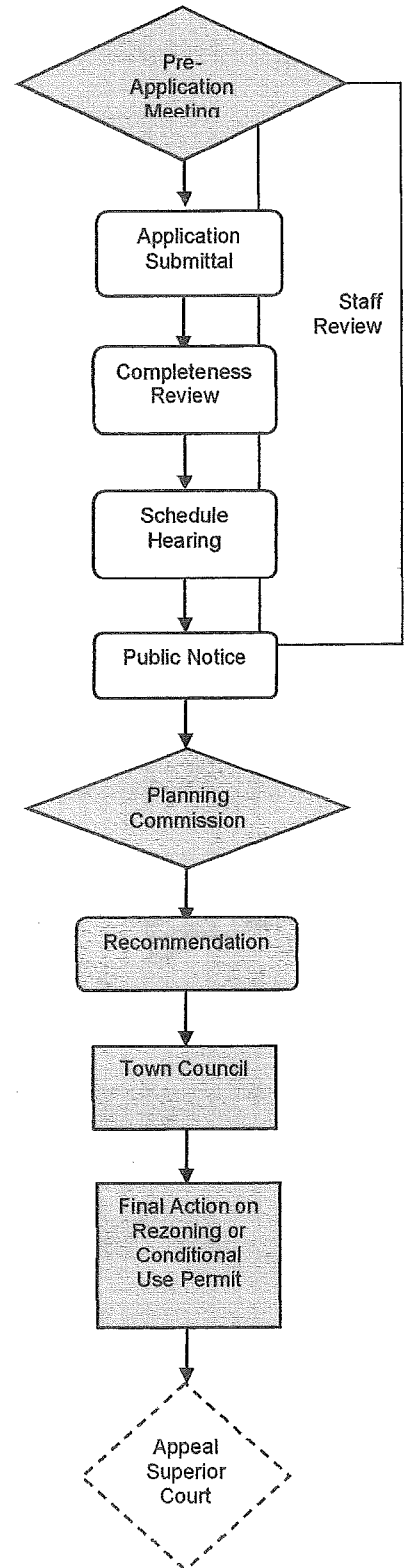 Pre-
Application
Meeting
Application
Submittal
Staff
Review
Completeness
Review
Schedule
Hearing
Public Notice
Planning
Commission
Recommendation
Town Council
Final Action on
Rezoning or
Conditional
Use Permit
Appeal
Superior
Court